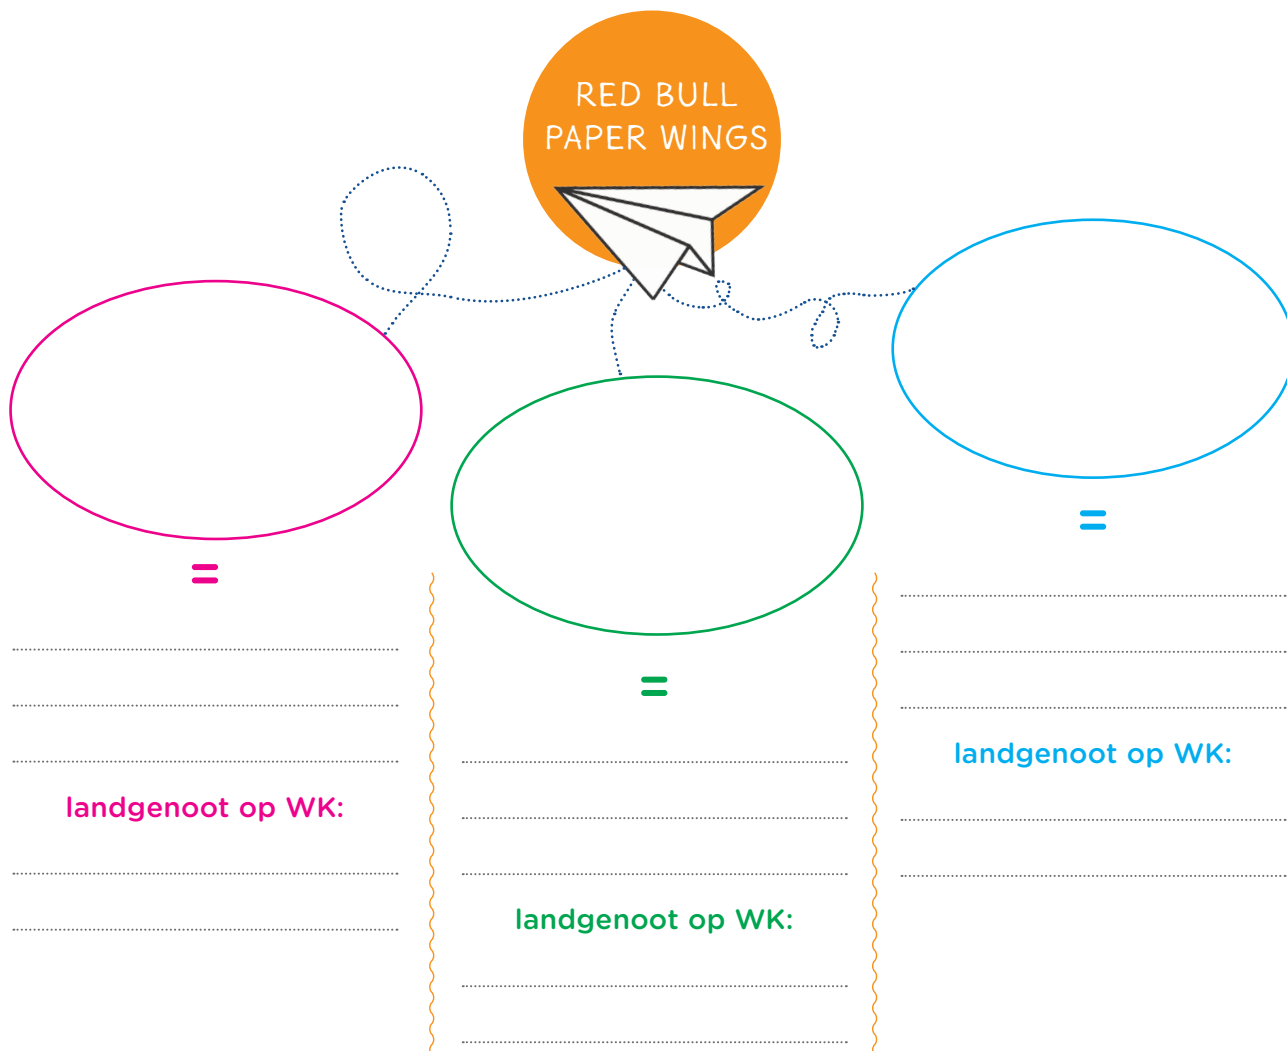 RED BULL
PAPER WINGS
=
landgenoot op WK:
=
landgenoot op WK:
=
landgenoot op WK: